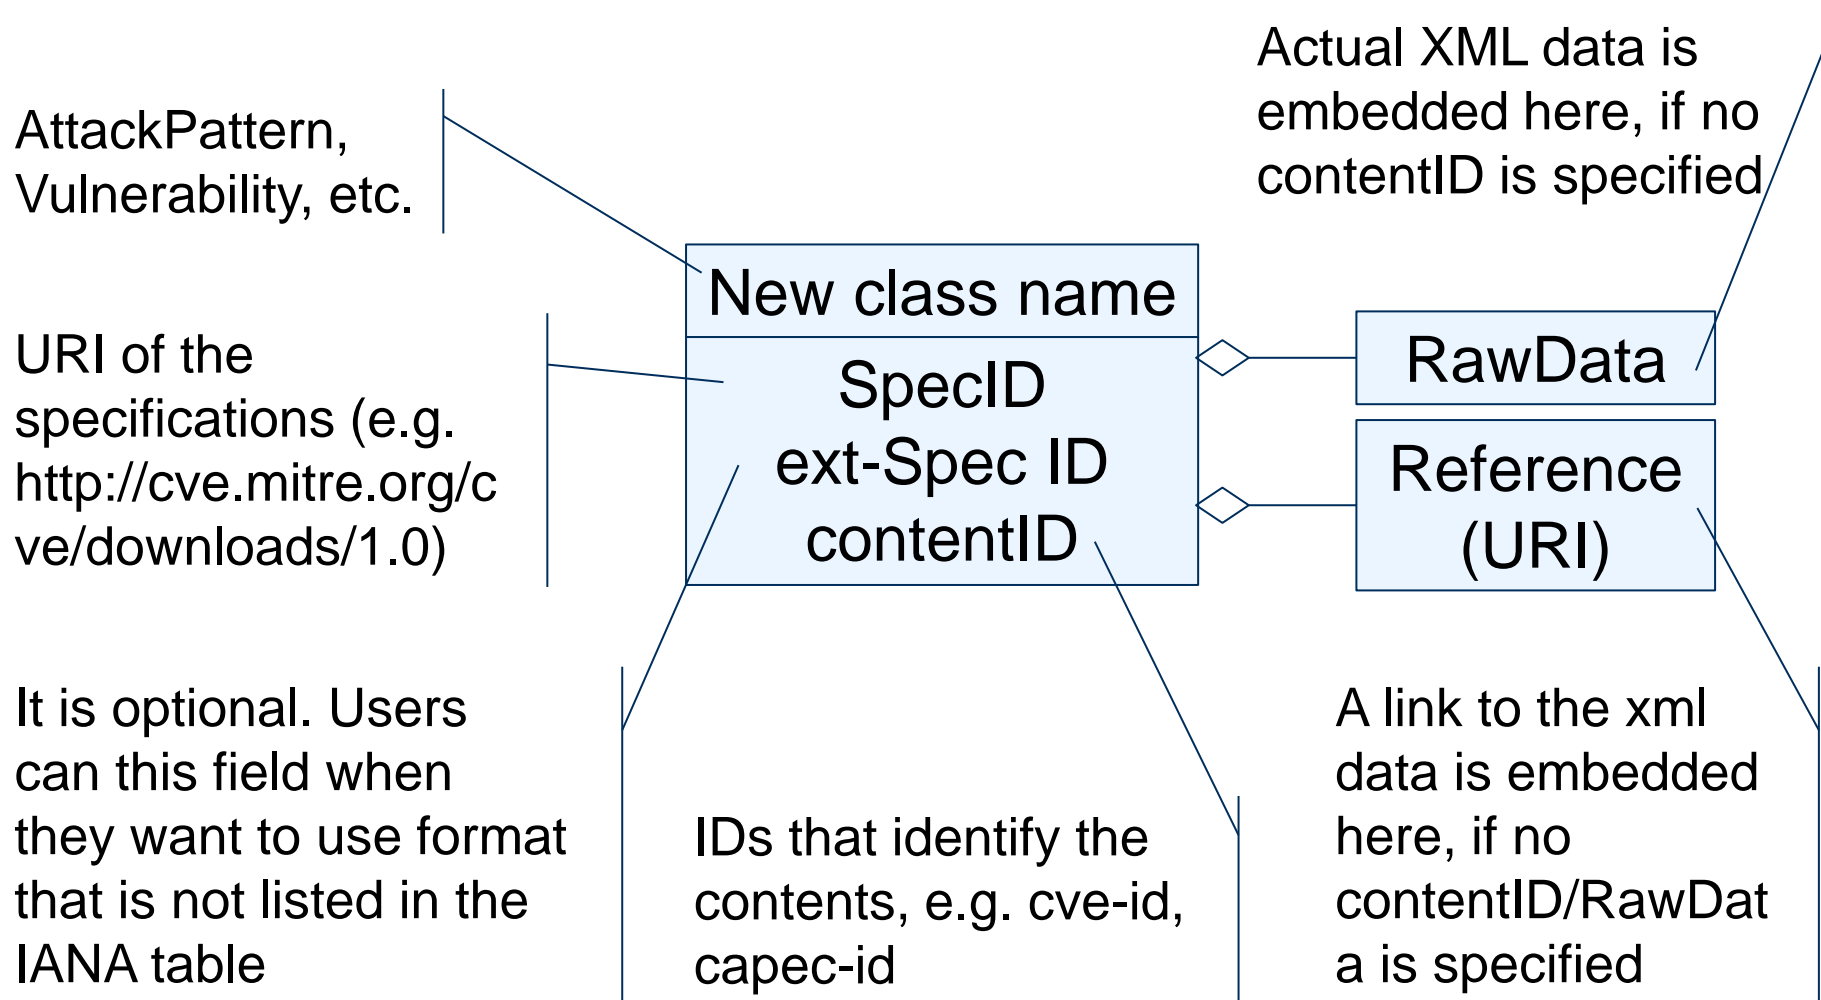 Actual XML data is
embedded here, if no
contentID is specified
AttackPattern,
Vulnerability, etc.
New class name
SpecID
ext-Spec ID
contentID
RawData
Reference
(URI)
URI of the
specifications (e.g.
http://cve.mitre.org/c
ve/downloads/1.0)
It is optional. Users
can this field when
they want to use format
that is not listed in the
IANA table
IDs that identify the
contents, e.g. cve-id,
capec-id
A link to the xml
data is embedded
here, if no
contentID/RawDat
a is specified